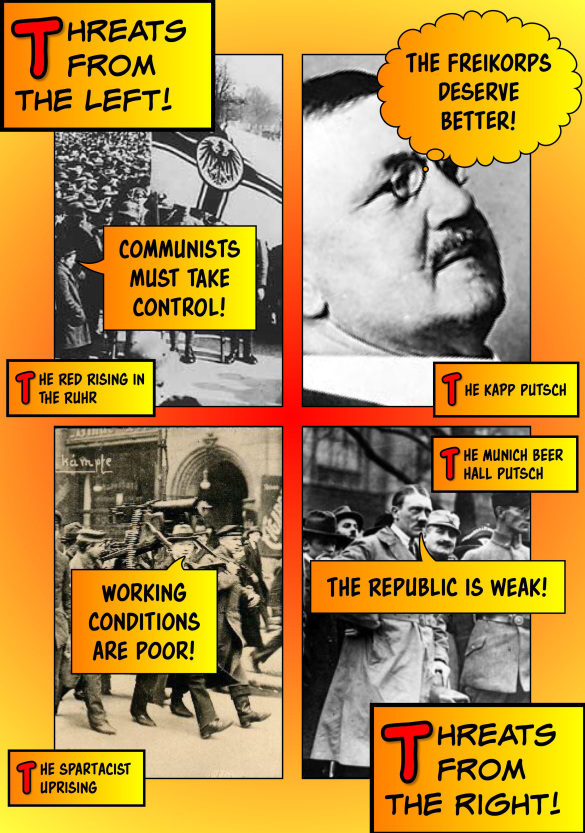 THREATS
FROM
THE LEFT!
THE FREIKORPS
DESERVE
BETTER!
COMMUNISTS
MUST TAKE
CONTROL!
THE RED RISING IN
THE RUHR
THE KAPP PUTSCH
THE MUNICH BEER
HALL PUTSCH
kämpfe
WORKING
CONDITIONS
ARE POOR!
THE REPUBLIC IS WEAK!
THE SPARTACIST
UPRISING
THREATS
FROM
THE RIGHT!